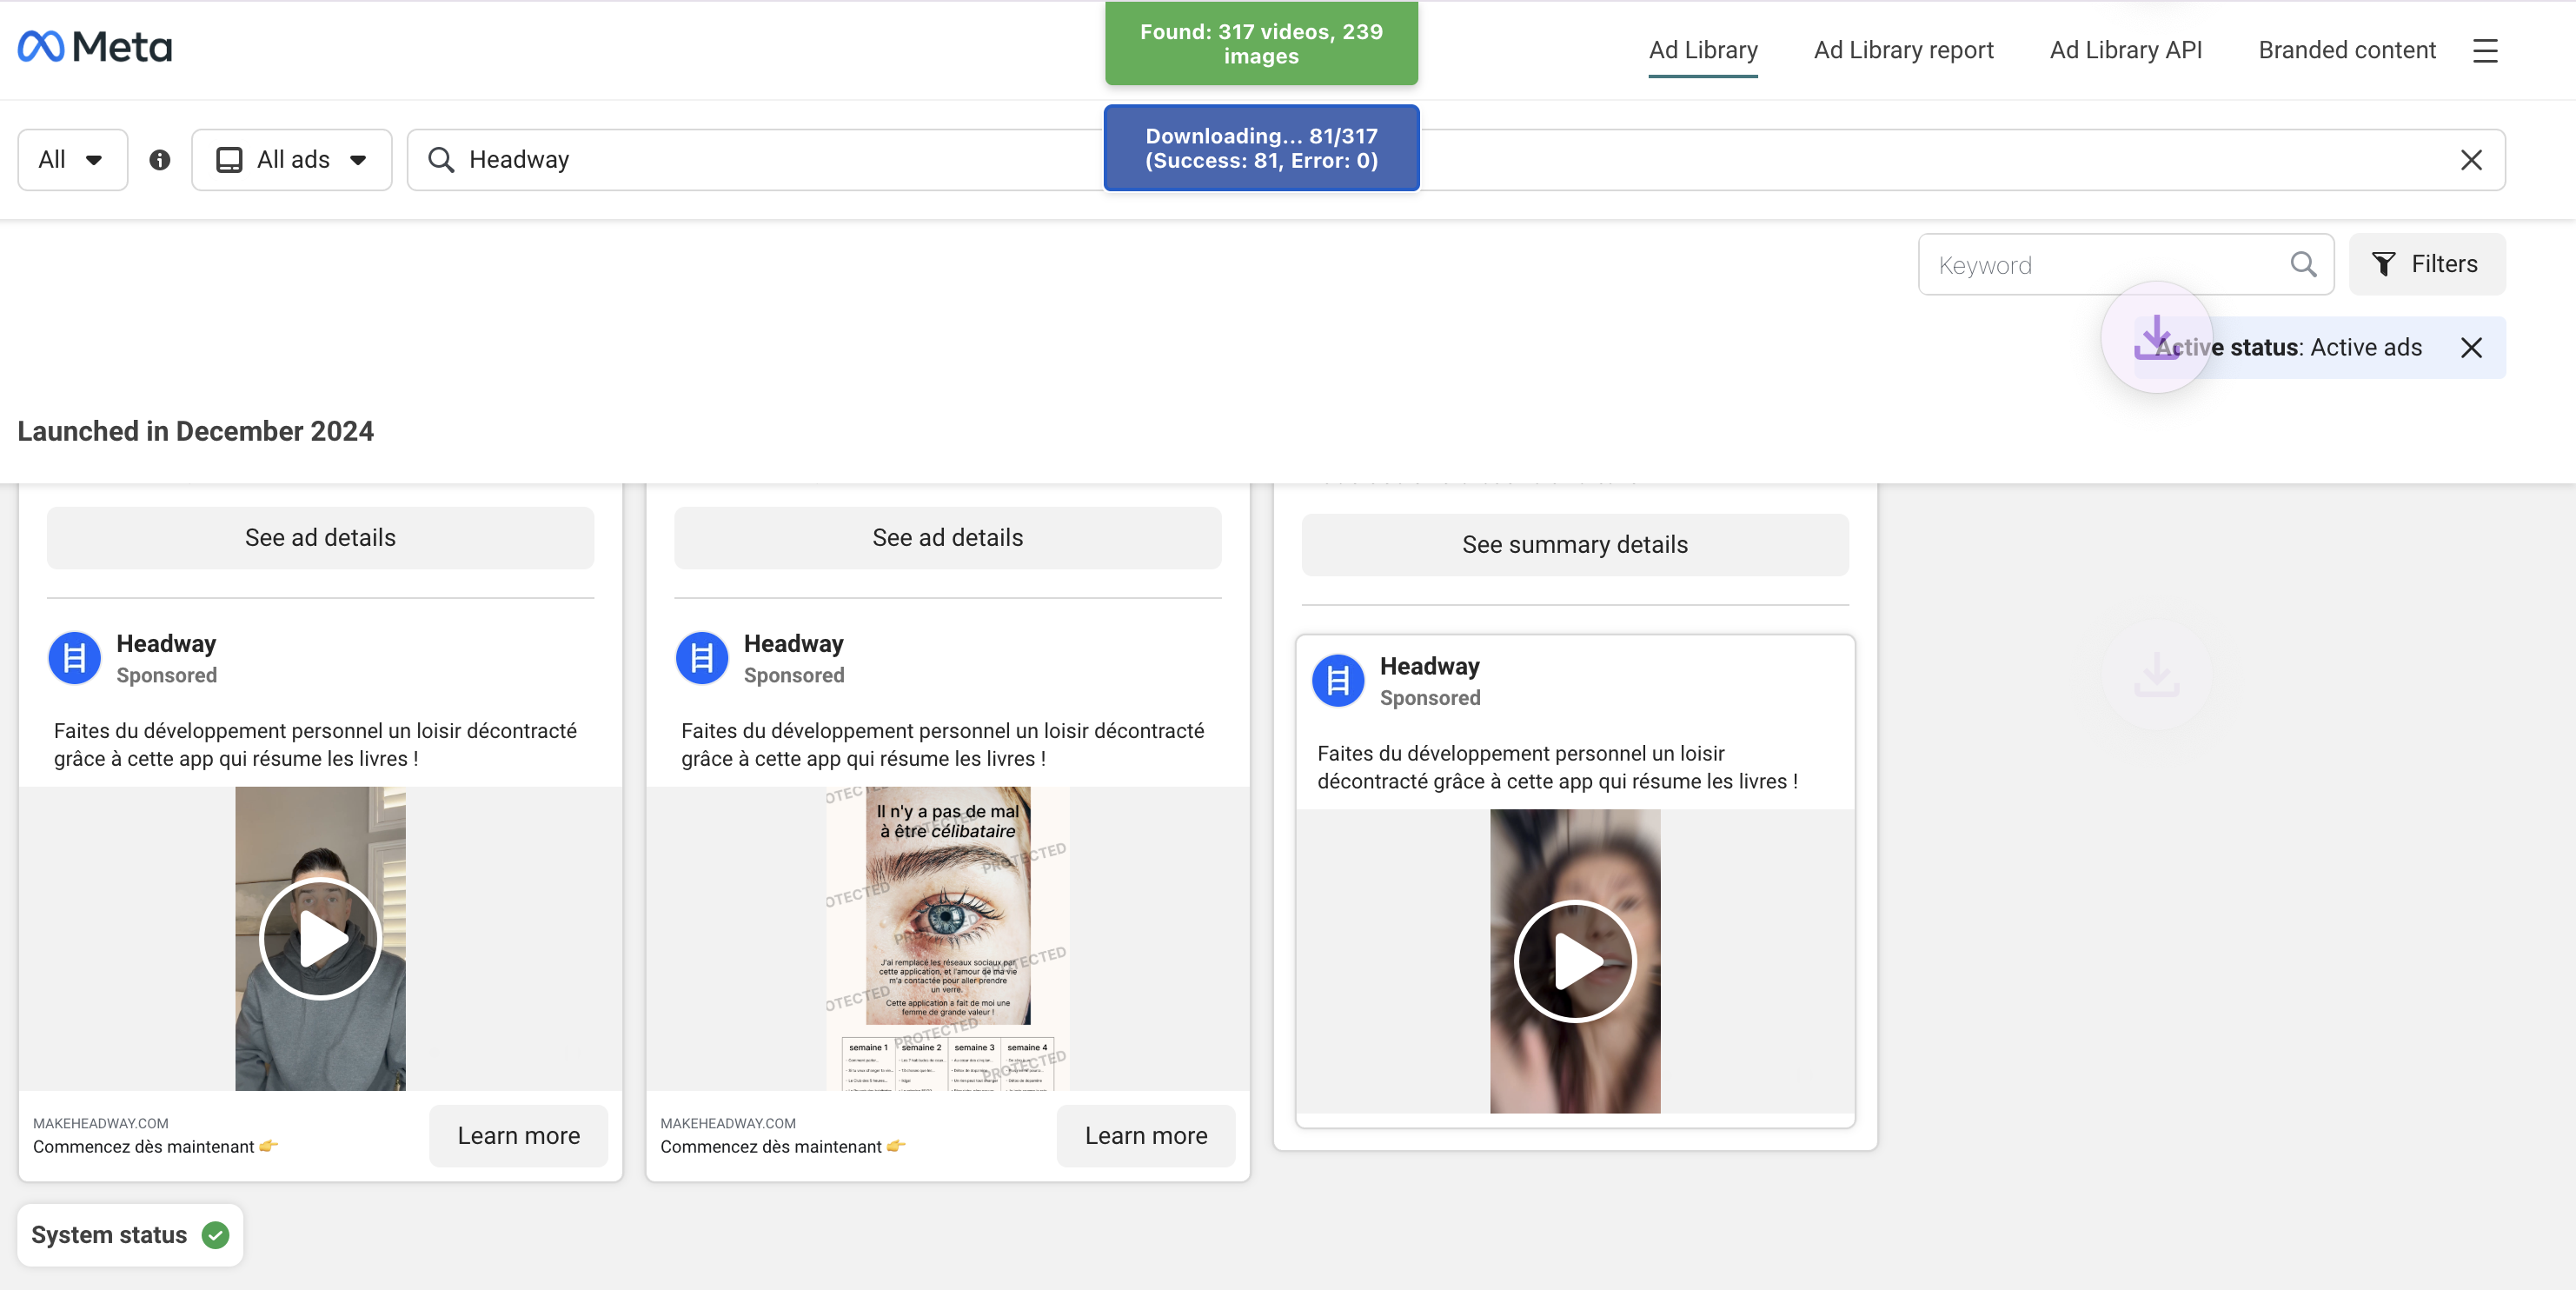 Meta
Found: 317 videos, 239
images
Ad Library
Ad Library report
Ad Library API
Branded content
All
All ads
Headway
Downloading... 81/317
(Success: 81, Error: 0)
Keyword
Filters
Active status: Active ads
Launched in December 2024
See ad details
See ad details
See summary details
Headway
Sponsored
Faites du développement personnel un loisir décontracté
grâce à cette app qui résume les livres !
MAKEHEADWAY.COM
Commencez dès maintenant 👉
Learn more
Headway
Sponsored
Faites du développement personnel un loisir décontracté
grâce à cette app qui résume les livres !
Il n'y a pas de mal
à être célibataire
PROTECTED
J'ai remplacé les réseaux sociaux par
cette application, et l'amour de ma vie
m'a contactée pour aller prendre
un verre.
Cette application a fait de moi une
femme de grande valeur !
semaine 1
semaine 2
semaine 3
semaine 4
MAKEHEADWAY.COM
Commencez dès maintenant 👉
Learn more
Headway
Sponsored
Faites du développement personnel un loisir
décontracté grâce à cette app qui résume les livres !
System status